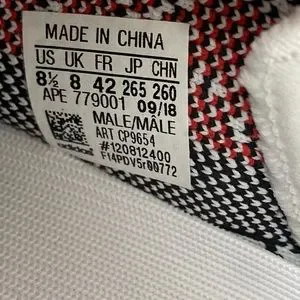 MADE IN CHINA
US UK FR JP CHN
8½ 8 42 265 260
APE 779001 09/18
MALE/MÂLE
ART CP9654
#120812400
F14PDV5r00772
adidas